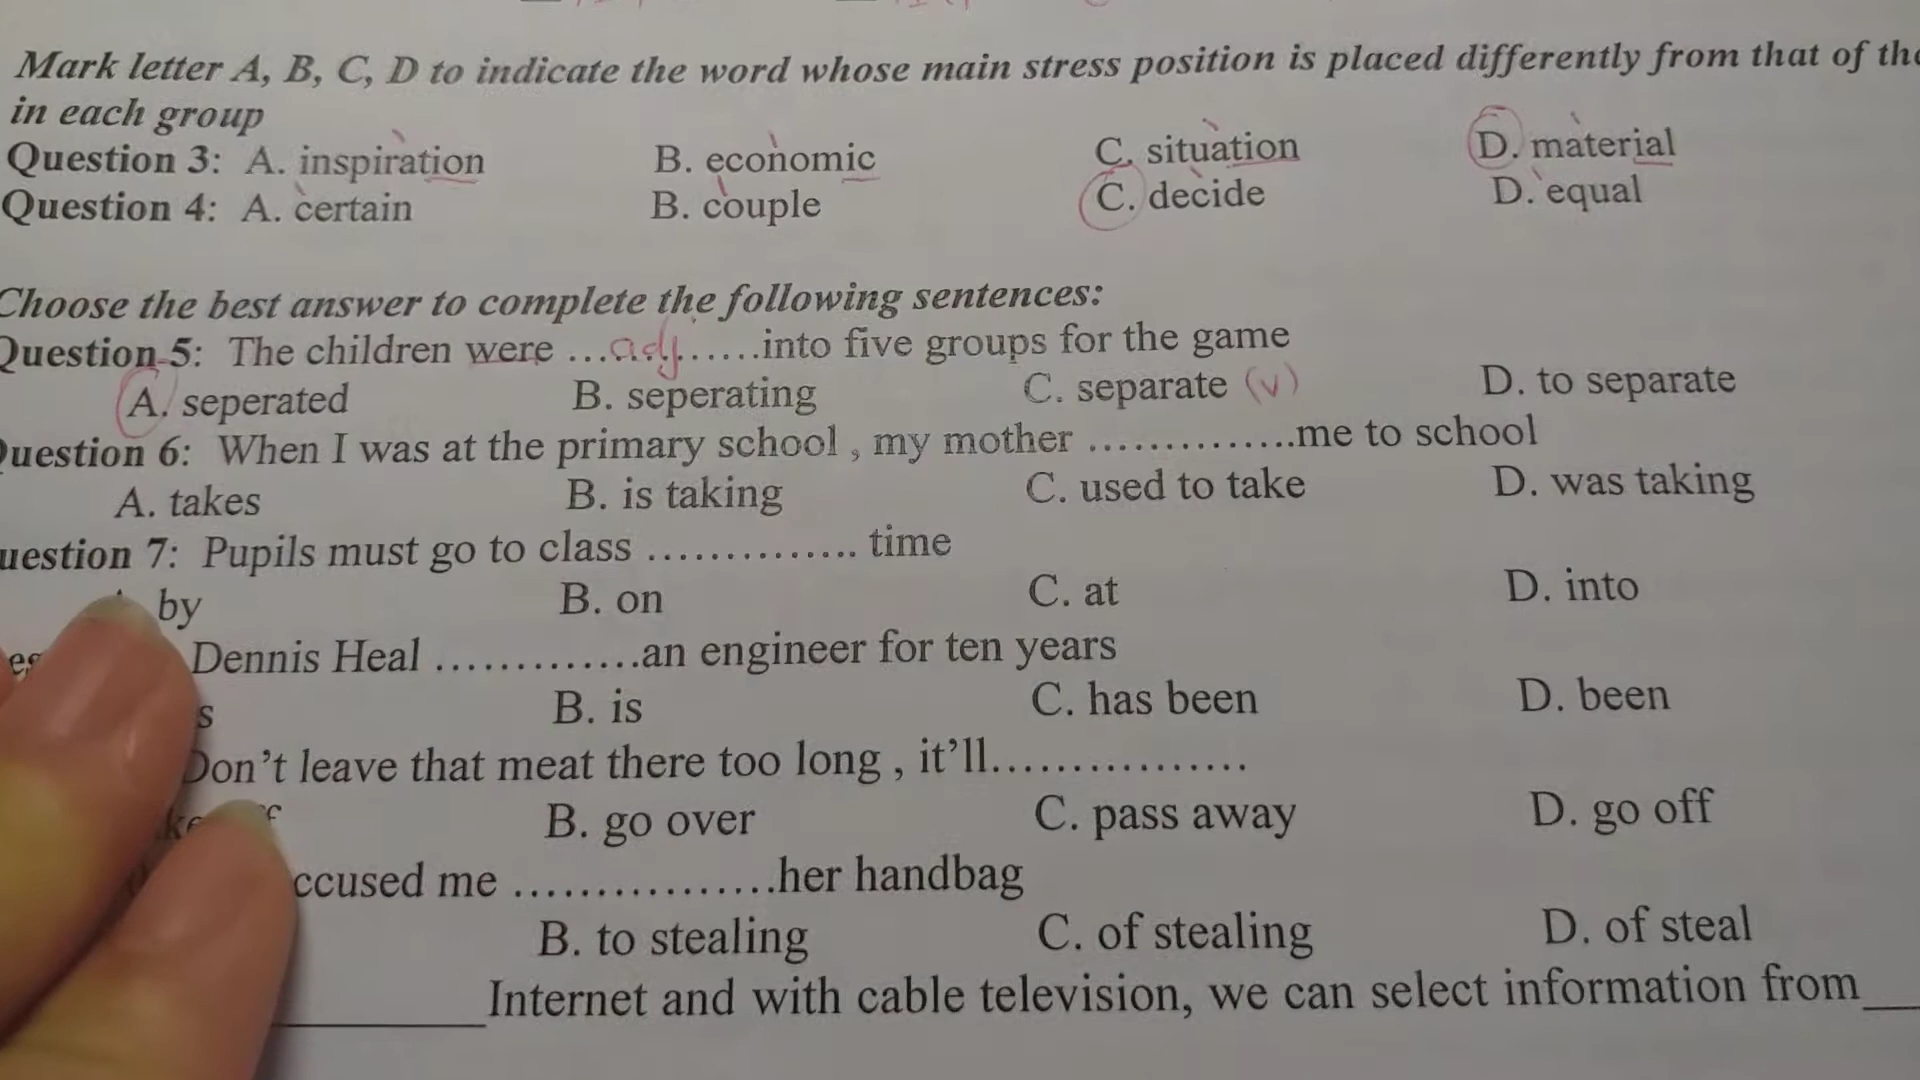 Mark letter A, B, C, D to indicate the word whose main stress position is placed differently from that of the
in each group
Question 3: A. inspiration B. economic C. situation D. material
Question 4: A. certain B. couple C. decide D. equal
Choose the best answer to complete the following sentences:
Question 5: The children were ...adj......into five groups for the game
A. seperated B. seperating C. separate (v) D. to separate
Question 6: When I was at the primary school , my mother ..............me to school
A. takes B. is taking C. used to take D. was taking
uestion 7: Pupils must go to class .............. time
by B. on C. at D. into
Dennis Heal .............an engineer for ten years
s B. is C. has been D. been
Don't leave that meat there too long , it'll................
B. go over C. pass away D. go off
ccused me ................her handbag
B. to stealing C. of stealing D. of steal
Internet and with cable television, we can select information from